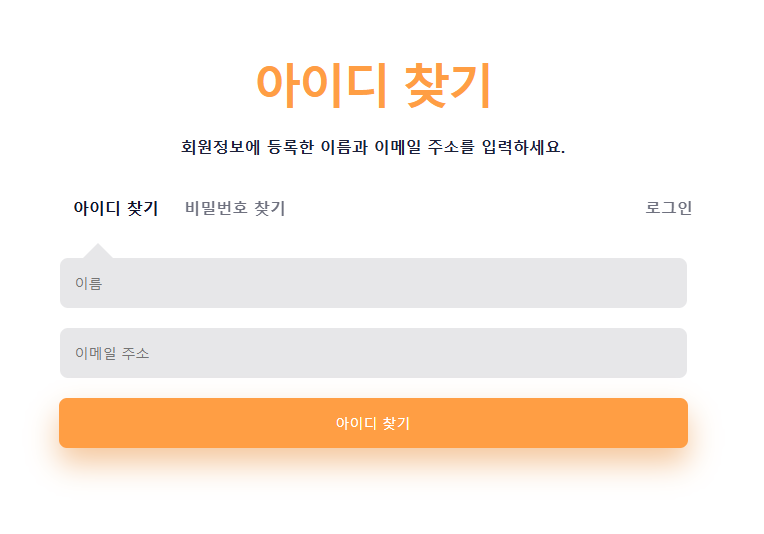 아이디 찾기
회원정보에 등록한 이름과 이메일 주소를 입력하세요.
아이디 찾기 비밀번호 찾기 로그인
이름
이메일 주소
아이디 찾기